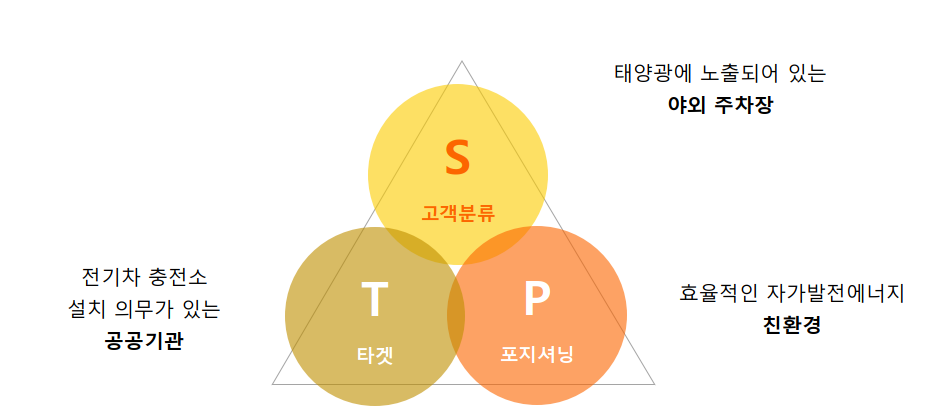 태양광에 노출되어 있는
야외 주차장
S
고객분류
전기차 충전소
설치 의무가 있는
공공기관
T
타겟
P
포지셔닝
효율적인 자가발전에너지
친환경